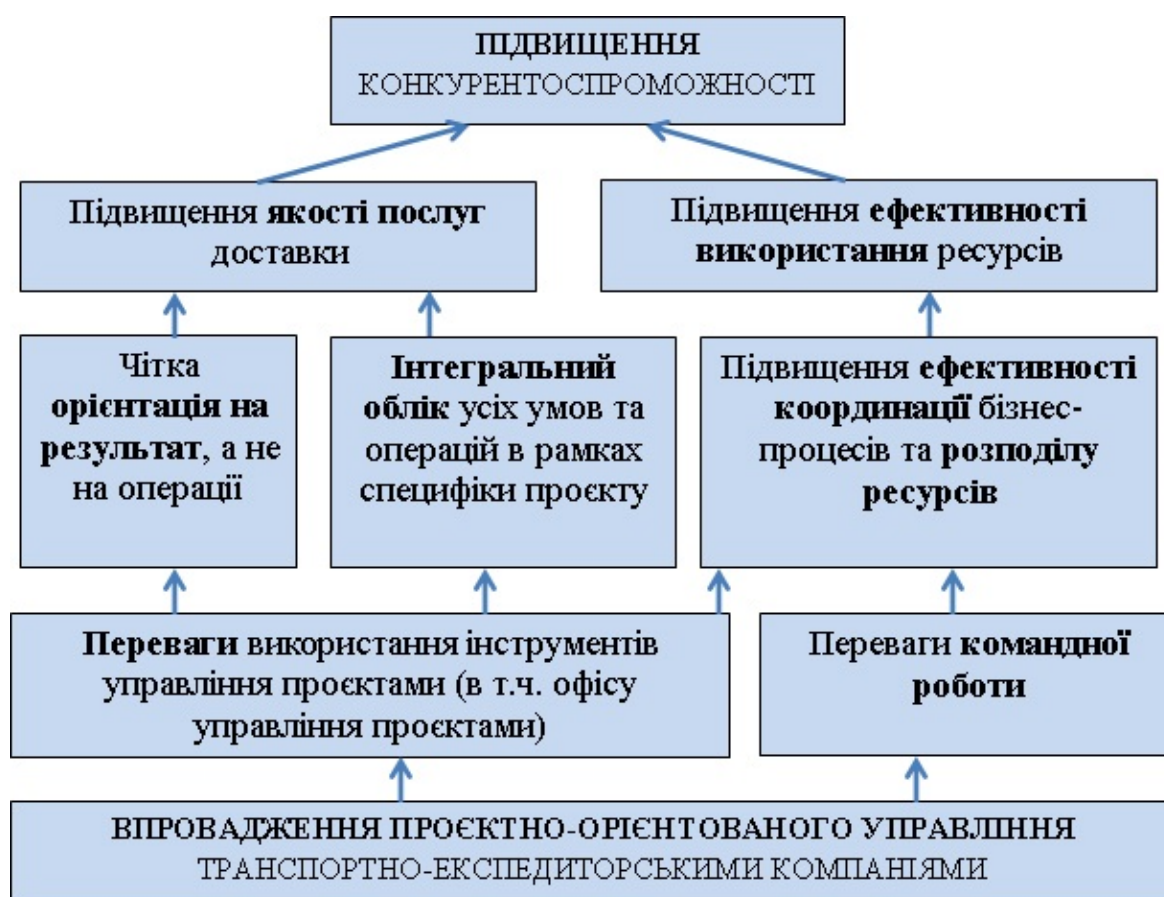 ПІДВИЩЕННЯ
КОНКУРЕНТОСПРОМОЖНОСТІ
Підвищення якості послуг
доставки
Підвищення ефективності
використання ресурсів
Чітка
орієнтація на
результат, а не
на операції
Інтегральний
облік усіх умов та
операцій в рамках
специфіки проєкту
Підвищення ефективності
координації бізнес-
процесів та розподілу
ресурсів
Переваги використання інструментів
управління проєктами (в т.ч. офісу
управління проєктами)
Переваги командної
роботи
ВПРОВАДЖЕННЯ ПРОЄКТНО-ОРІЄНТОВАНОГО УПРАВЛІННЯ
ТРАНСПОРТНО-ЕКСПЕДИТОРСЬКИМИ КОМПАНІЯМИ